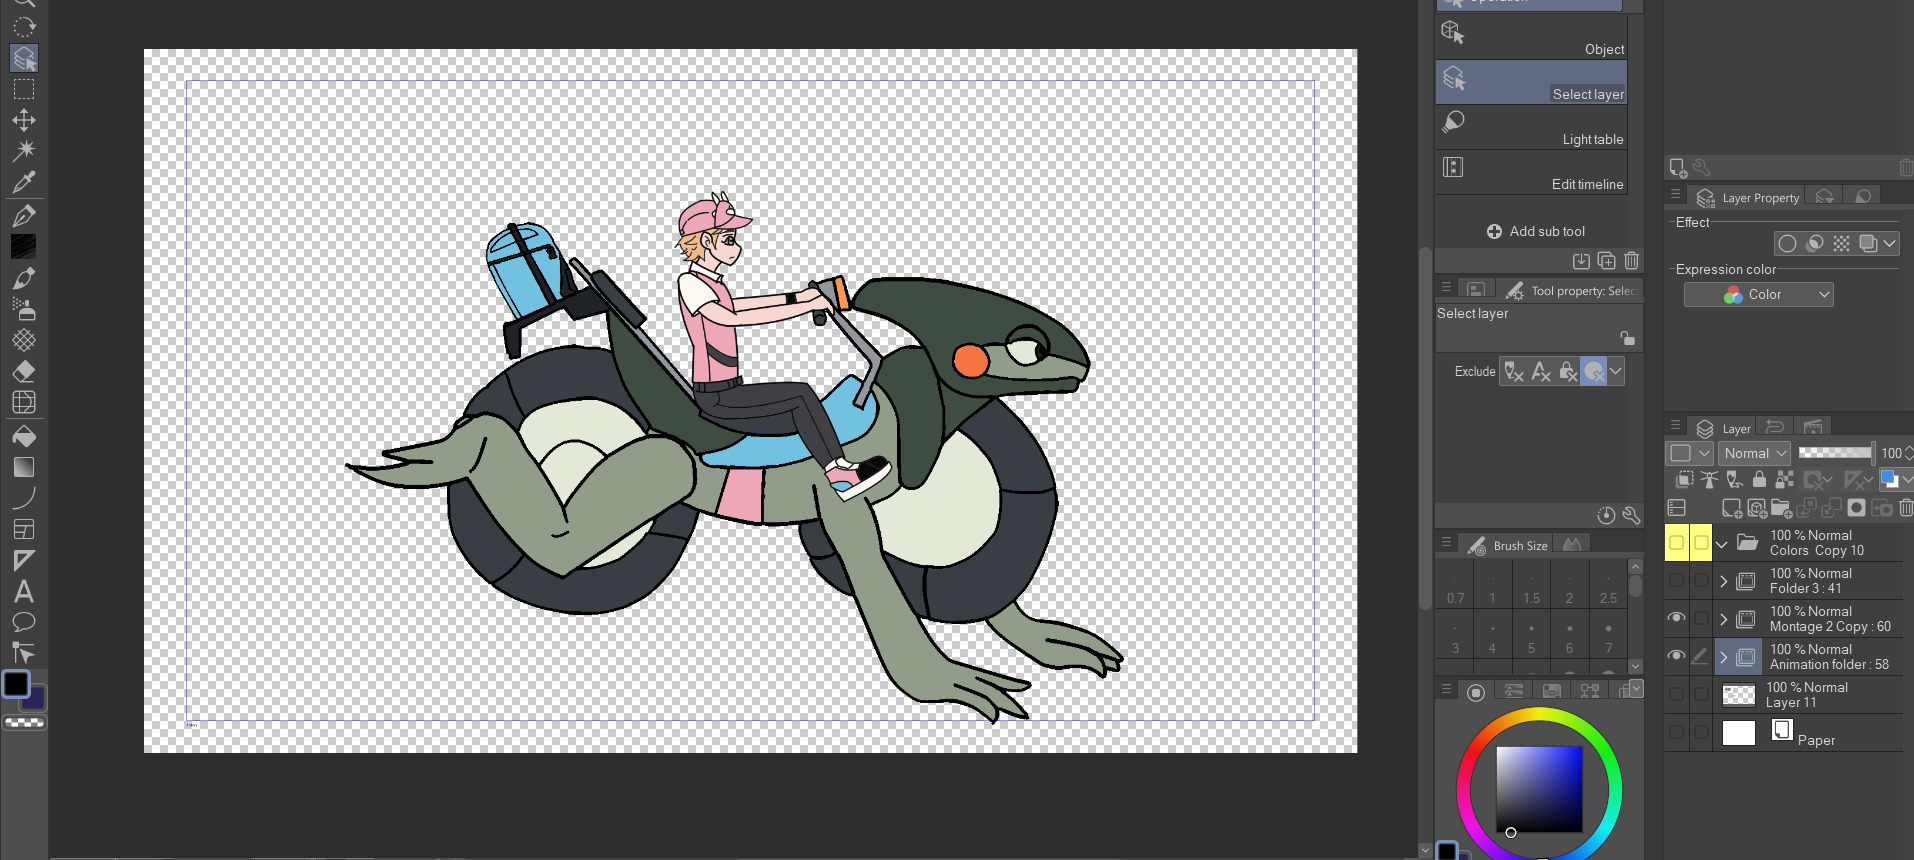 Operation
Object
Select layer
Light table
Edit timeline
Add sub tool
Tool property: Selec
Select layer
Exclude
Brush Size
0.7 1 1.5 2 2.5
3 4 5 6 7
Layer Property
Effect
Expression color
Color
Layer
Normal 100
100 % Normal
Colors Copy 10
100 % Normal
Folder 3 : 41
100 % Normal
Montage 2 Copy : 60
100 % Normal
Animation folder : 58
100 % Normal
Layer 11
Paper